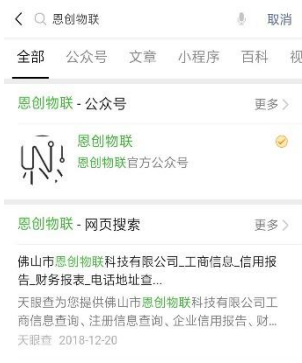 恩创物联 取消
全部 公众号 文章 小程序 百科 视
恩创物联 - 公众号 更多
恩创物联
恩创物联官方公众号
恩创物联 - 网页搜索 更多
佛山市恩创物联科技有限公司_工商信息_信用报
告_财务报表_电话地址查...
天眼查为您提供佛山市恩创物联科技有限公司工
商信息查询、注册信息查询、企业信用报告、财...
天眼查 2018-12-20